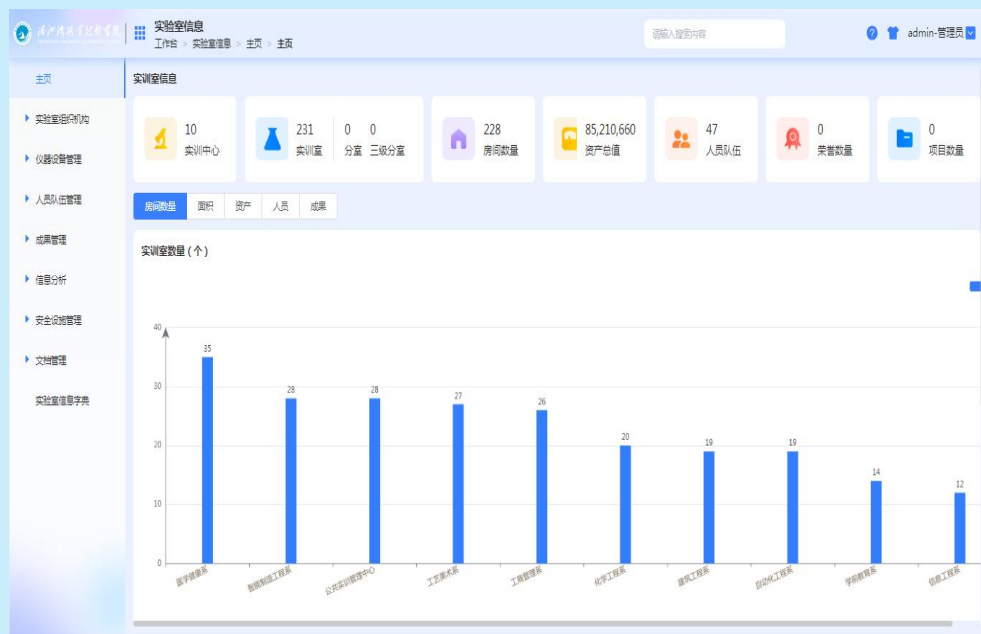 实验室信息
工作台 > 实验室信息 > 主页 > 主页
请输入搜索内容
admin-管理员
主页
实验室组织机构
仪器设备管理
人员队伍管理
成果管理
信息分析
安全设施管理
文档管理
实验室信息字典
实训室信息
10
实训中心
231 0 0
实训室 分室 三级分室
228
房间数量
85,210,660
资产总值
47
人员队伍
0
荣誉数量
0
项目数量
房间数量 面积 资产 人员 成果
实训室数量 ( 个 )
40
30
20
10
0
35
28
28
27
26
20
19
19
14
12
医学健康系
智能制造工程系
公共实训管理中心
工艺美术系
工商管理系
化学工程系
建筑工程系
自动化工程系
学前教育系
信息工程系